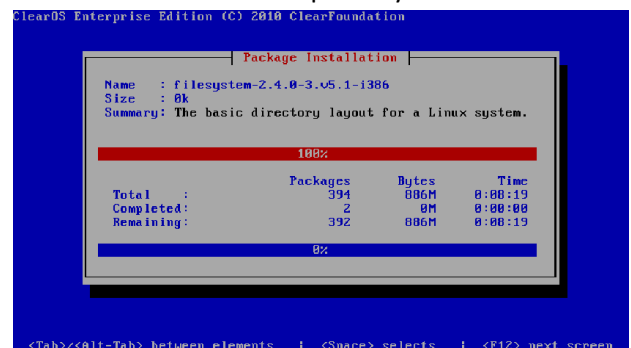 ClearOS Enterprise Edition (C) 2010 ClearFoundation
Package Installation
Name : filesystem-2.4.0-3.v5.1-i386
Size : 0k
Summary: The basic directory layout for a Linux system.
100%
Packages Bytes Time
Total : 394 886M 0:08:19
Completed: 2 0M 0:00:00
Remaining: 392 886M 0:08:19
0%
<Tab>/<Alt-Tab> between elements | <Space> selects | <F12> next screen